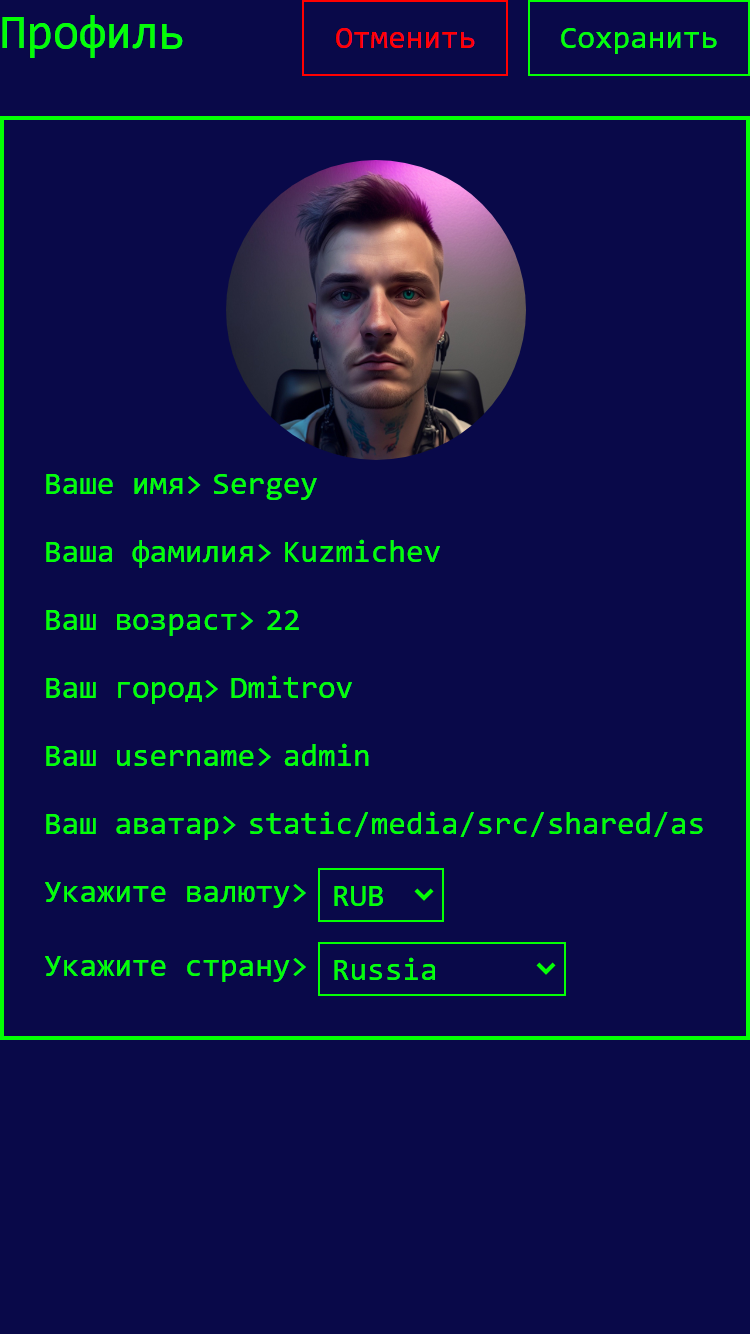 Профиль
Отменить
Сохранить
Ваше имя> Sergey
Ваша фамилия> Kuzmichev
Ваш возраст> 22
Ваш город> Dmitrov
Ваш username> admin
Ваш аватар> static/media/src/shared/as
Укажите валюту> RUB
Укажите страну> Russia